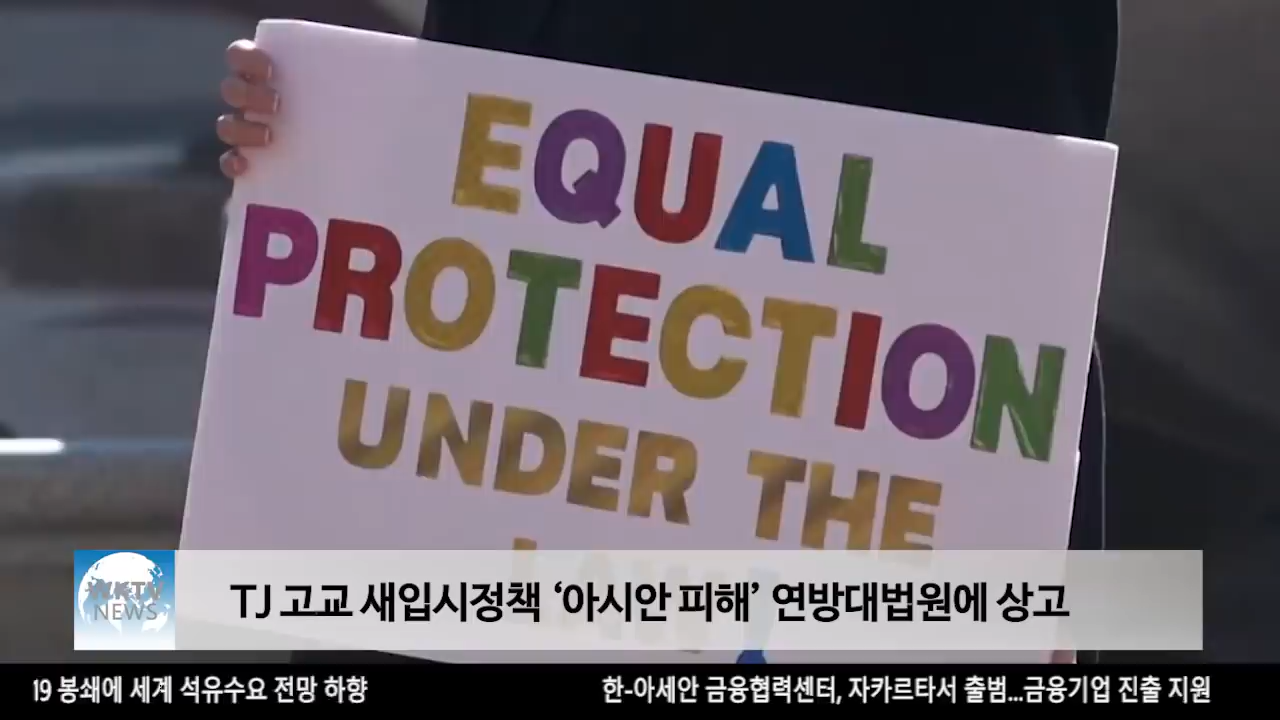 EQUAL
PROTECTION
UNDER THE
LAW!
WKTV
NEWS
TJ 고교 새입시정책 ‘아시안 피해’ 연방대법원에 상고
19 봉쇄에 세계 석유수요 전망 하향
한-아세안 금융협력센터, 자카르타서 출범...금융기업 진출 지원